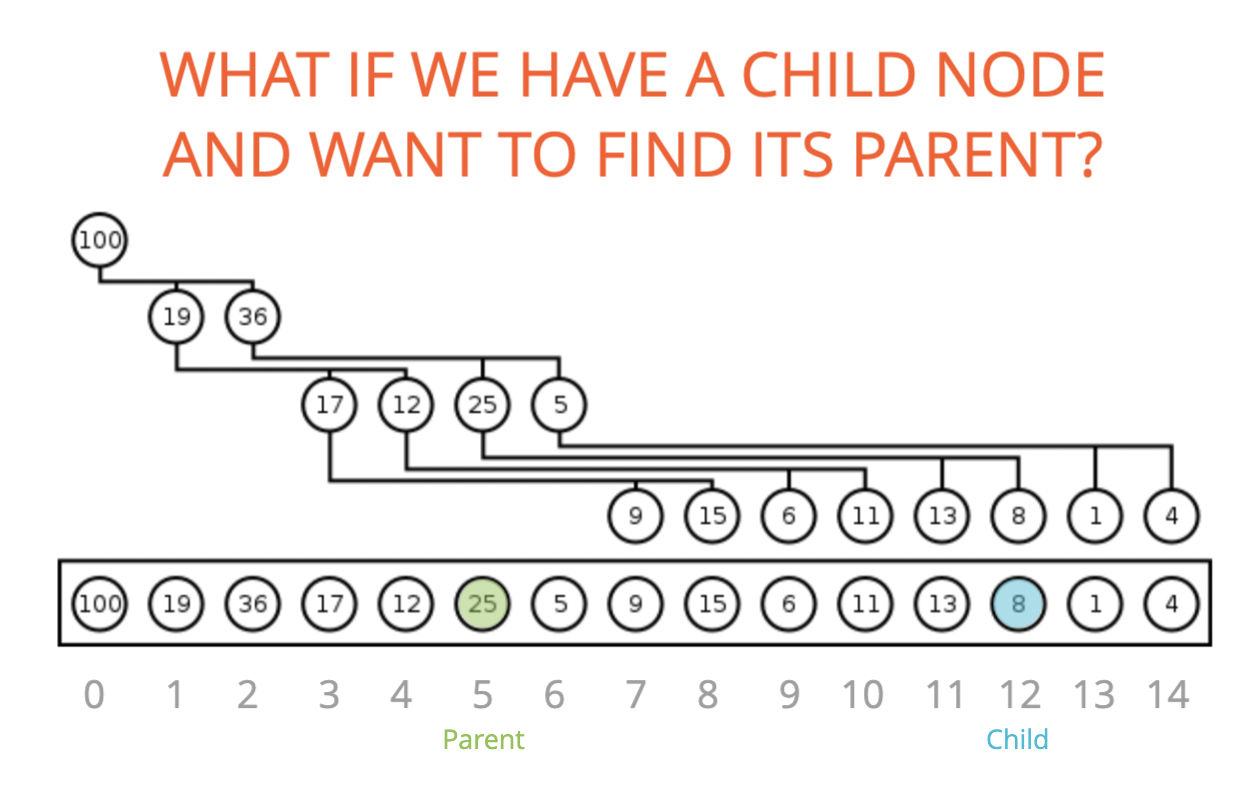 WHAT IF WE HAVE A CHILD NODE
AND WANT TO FIND ITS PARENT?
100
19 36
17 12 25 5
9 15 6 11 13 8 1 4
100 19 36 17 12 25 5 9 15 6 11 13 8 1 4
0 1 2 3 4 5 6 7 8 9 10 11 12 13 14
Parent Child